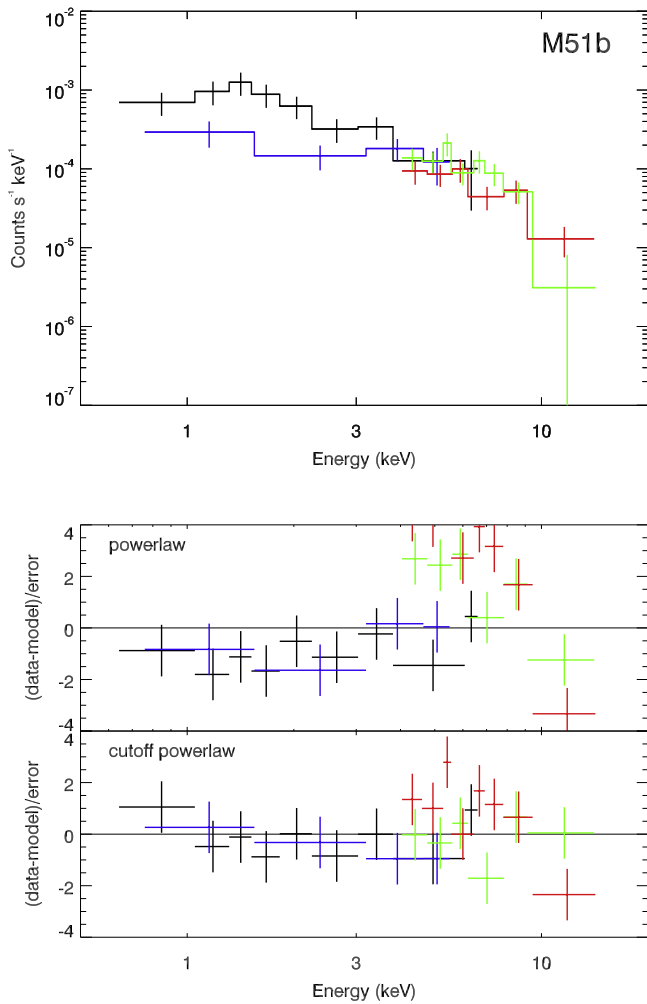 M51b
10⁻²
10⁻³
10⁻⁴
10⁻⁵
10⁻⁶
10⁻⁷
Counts s⁻¹ keV⁻¹
1 3 10
Energy (keV)
powerlaw
4
2
0
-2
-4
(data-model)/error
cutoff powerlaw
4
2
0
-2
-4
(data-model)/error
1 3 10
Energy (keV)